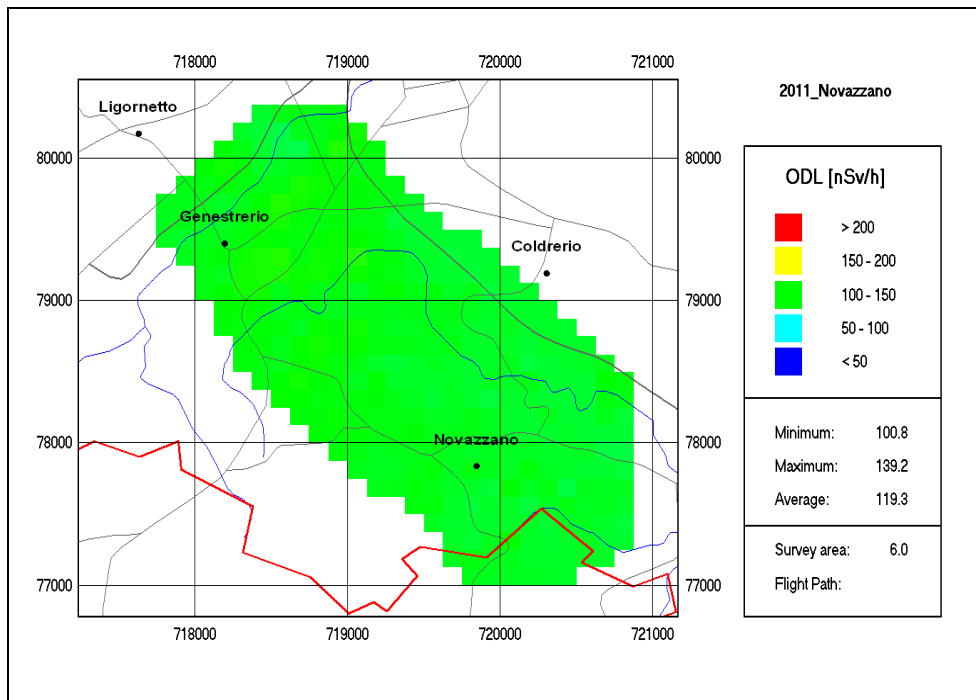 718000 719000 720000 721000
2011_Novazzano
Ligornetto
80000 80000
Genestrerio
Coldrerio
79000 79000
78000 78000
Novazzano
77000 77000
718000 719000 720000 721000
ODL [nSv/h]
> 200
150 - 200
100 - 150
50 - 100
< 50
Minimum: 100.8
Maximum: 139.2
Average: 119.3
Survey area: 6.0
Flight Path: